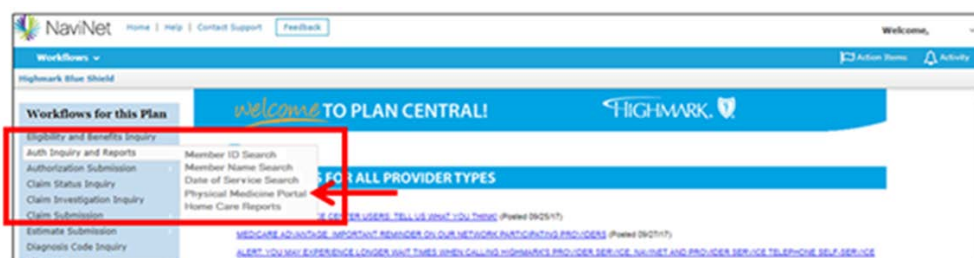 NaviNet Home | Help | Contact Support Feedback
Welcome,
Workflows
Action Items Activity
Highmark Blue Shield
Workflows for this Plan
welcome TO PLAN CENTRAL!
HIGHMARK.
Eligibility and Benefits Inquiry
Auth Inquiry and Reports
Authorization Submission
Claim Status Inquiry
Claim Investigation Inquiry
Claim Submission
Estimate Submission
Diagnosis Code Inquiry
Member ID Search
Member Name Search
Date of Service Search
Physical Medicine Portal
Home Care Reports
FOR ALL PROVIDER TYPES
CENTER USERS: TELL US WHAT YOU THINK! (Posted 09/25/17)
MEDICARE ADVANTAGE: IMPORTANT REMINDER ON OUR NETWORK PARTICIPATING PROVIDERS (Posted 09/27/17)
ALERT: YOU MAY EXPERIENCE LONGER WAIT TIMES WHEN CALLING HIGHMARK'S PROVIDER SERVICE, NAVINET AND PROVIDER SERVICE TELEPHONE SELF-SERVICE